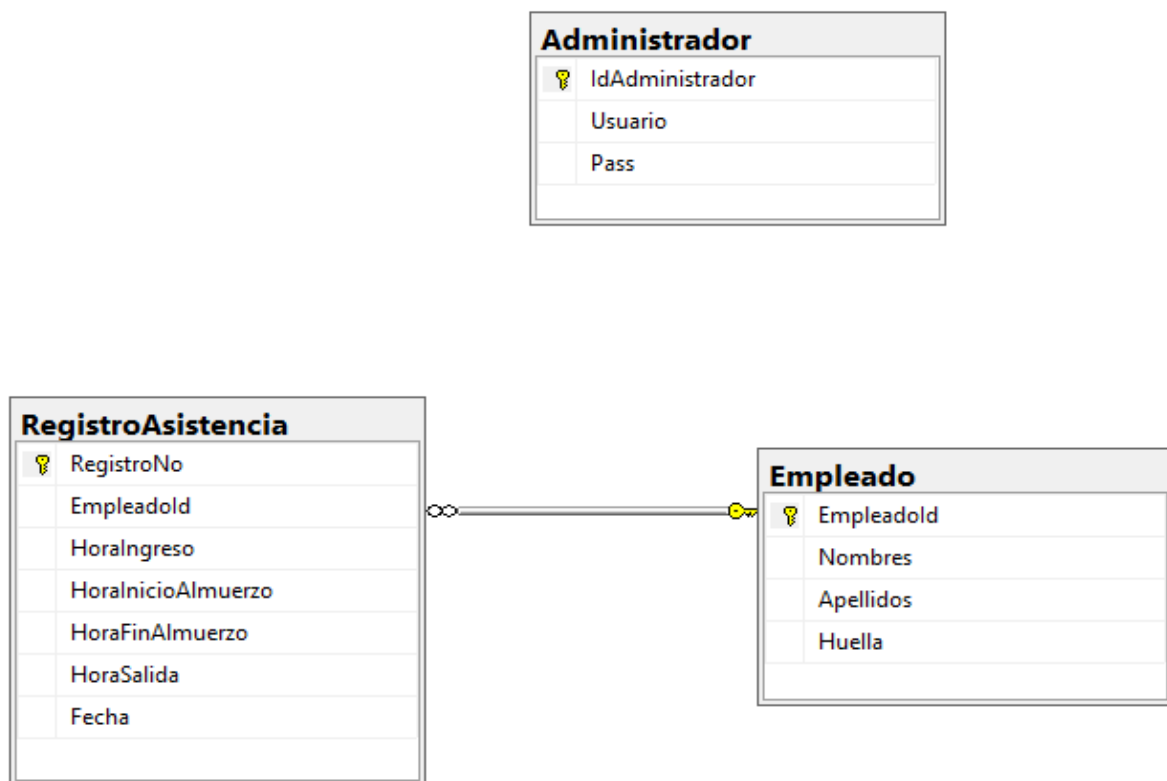 Administrador
IdAdministrador
Usuario
Pass
RegistroAsistencia
RegistroNo
EmpleadoId
HoraIngreso
HoraInicioAlmuerzo
HoraFinAlmuerzo
HoraSalida
Fecha
Empleado
EmpleadoId
Nombres
Apellidos
Huella